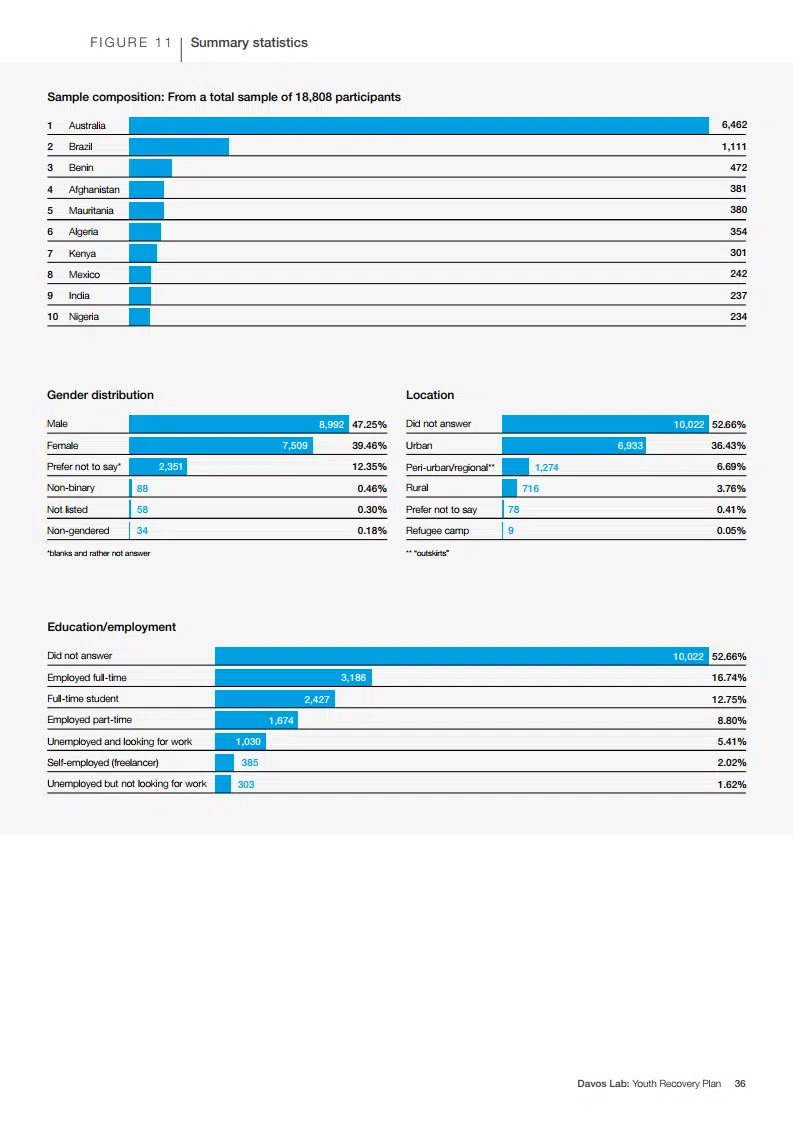 FIGURE 11 Summary statistics
Sample composition: From a total sample of 18,808 participants
1 Australia 6,462
2 Brazil 1,111
3 Benin 472
4 Afghanistan 381
5 Mauritania 380
6 Algeria 354
7 Kenya 301
8 Mexico 242
9 India 237
10 Nigeria 234
Gender distribution
Male 8,992 47.25%
Female 7,509 39.46%
Prefer not to say* 2,351 12.35%
Non-binary 88 0.46%
Not listed 58 0.30%
Non-gendered 34 0.18%
*blanks and rather not answer
Location
Did not answer 10,022 52.66%
Urban 6,933 36.43%
Peri-urban/regional** 1,274 6.69%
Rural 716 3.76%
Prefer not to say 78 0.41%
Refugee camp 9 0.05%
** "outskirts"
Education/employment
Did not answer 10,022 52.66%
Employed full-time 3,186 16.74%
Full-time student 2,427 12.75%
Employed part-time 1,674 8.80%
Unemployed and looking for work 1,030 5.41%
Self-employed (freelancer) 385 2.02%
Unemployed but not looking for work 303 1.62%
Davos Lab: Youth Recovery Plan 36